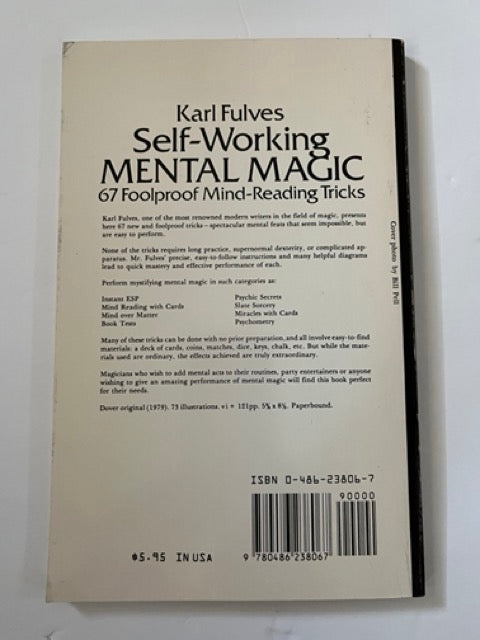 Karl Fulves
Self-Working
MENTAL MAGIC
67 Foolproof Mind-Reading Tricks
Karl Fulves, one of the most renowned modern writers in the field of magic, presents
here 67 new and foolproof tricks—spectacular mental feats that seem impossible, but
are easy to perform.
None of the tricks requires long practice, supernormal dexterity, or complicated ap-
paratus. Mr. Fulves' precise, easy-to-follow instructions and many helpful diagrams
lead to quick mastery and effective performance of each.
Perform mystifying mental magic in such categories as:
Instant ESP
Mind Reading with Cards
Mind over Matter
Book Tests
Psychic Secrets
Slate Sorcery
Miracles with Cards
Psychometry
Many of these tricks can be done with no prior preparation, and all involve easy-to-find
materials: a deck of cards, coins, matches, dice, keys, chalk, etc. But while the mate-
rials used are ordinary, the effects achieved are truly extraordinary.
Magicians who wish to add mental acts to their routines, party entertainers or anyone
wishing to give an amazing performance of mental magic will find this book perfect
for their needs.
Dover original (1979). 73 illustrations. vi + 121pp. 5⅜ x 8½. Paperbound.
Cover photo by Bill Pell
ISBN 0-486-23806-7
90000
9 780486 238067
$5.95 IN USA